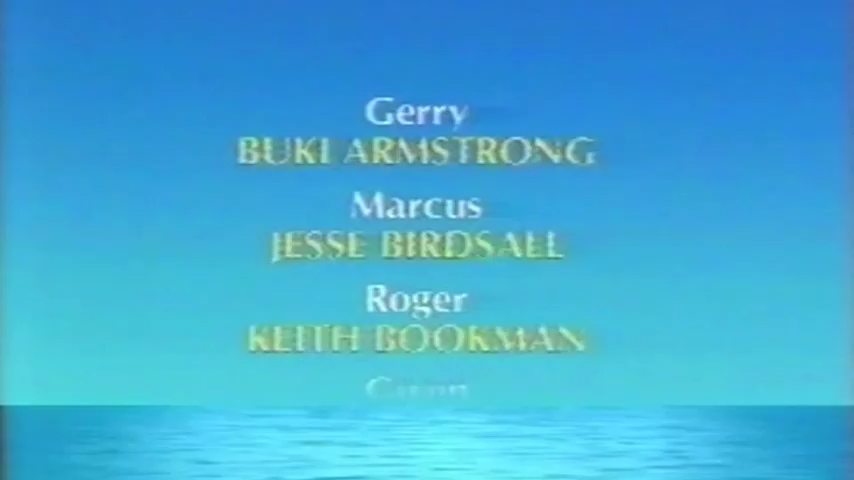 Gerry
BUKI ARMSTRONG
Marcus
JESSE BIRDSALL
Roger
KEITH BOOKMAN